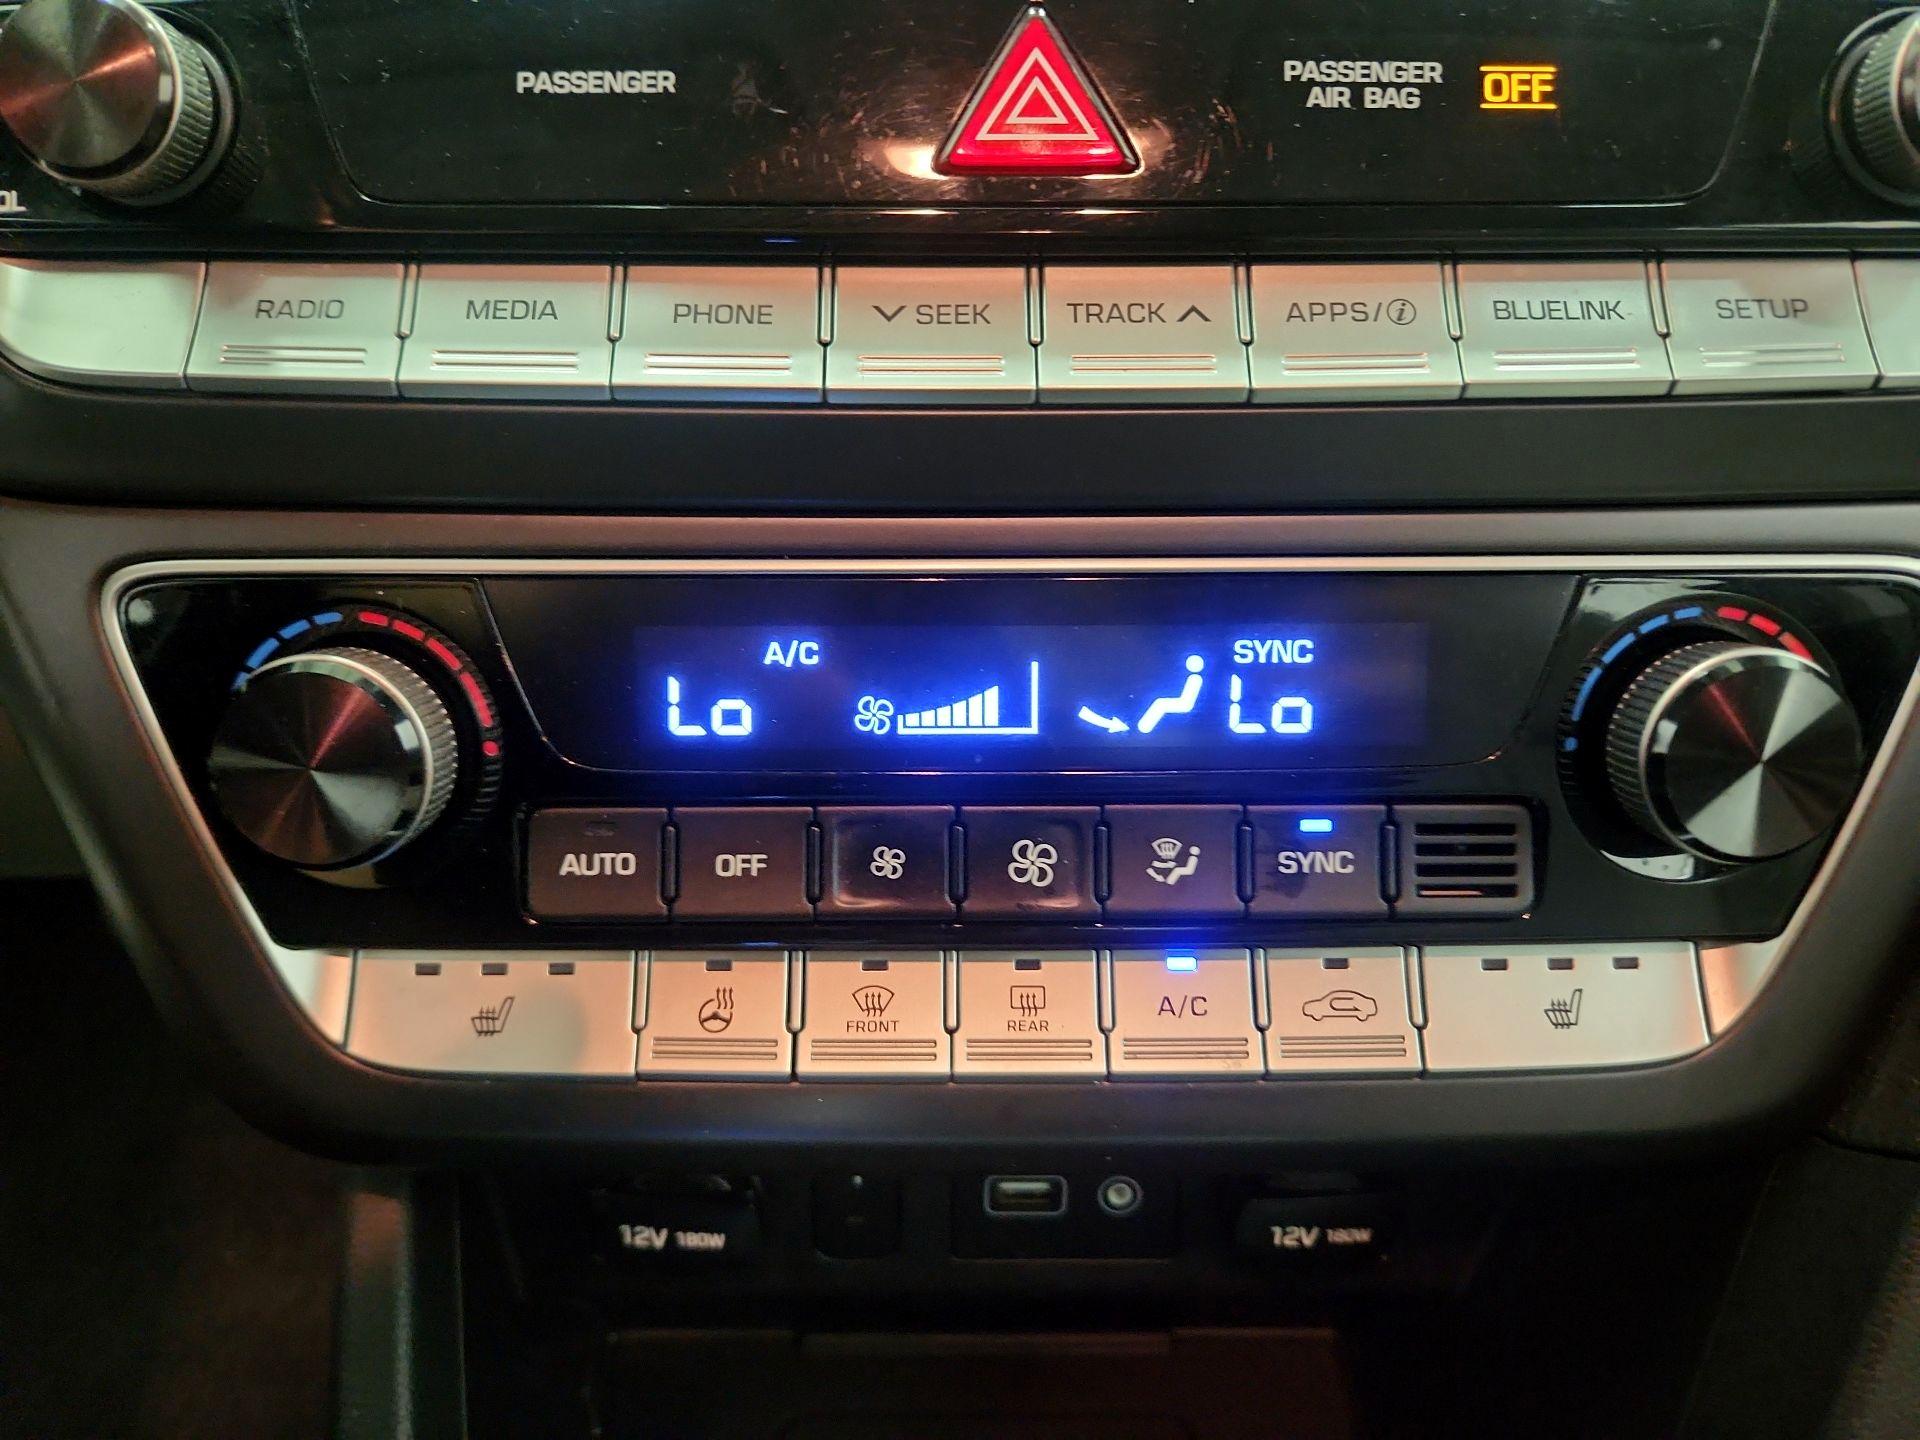 PASSENGER
PASSENGER
AIR BAG
OFF
OL
RADIO
MEDIA
PHONE
SEEK
TRACK
APPS/i
BLUELINK
SETUP
A/C
SYNC
Lo
Lo
AUTO
OFF
SYNC
FRONT
REAR
A/C
12V 180W
12V 180W